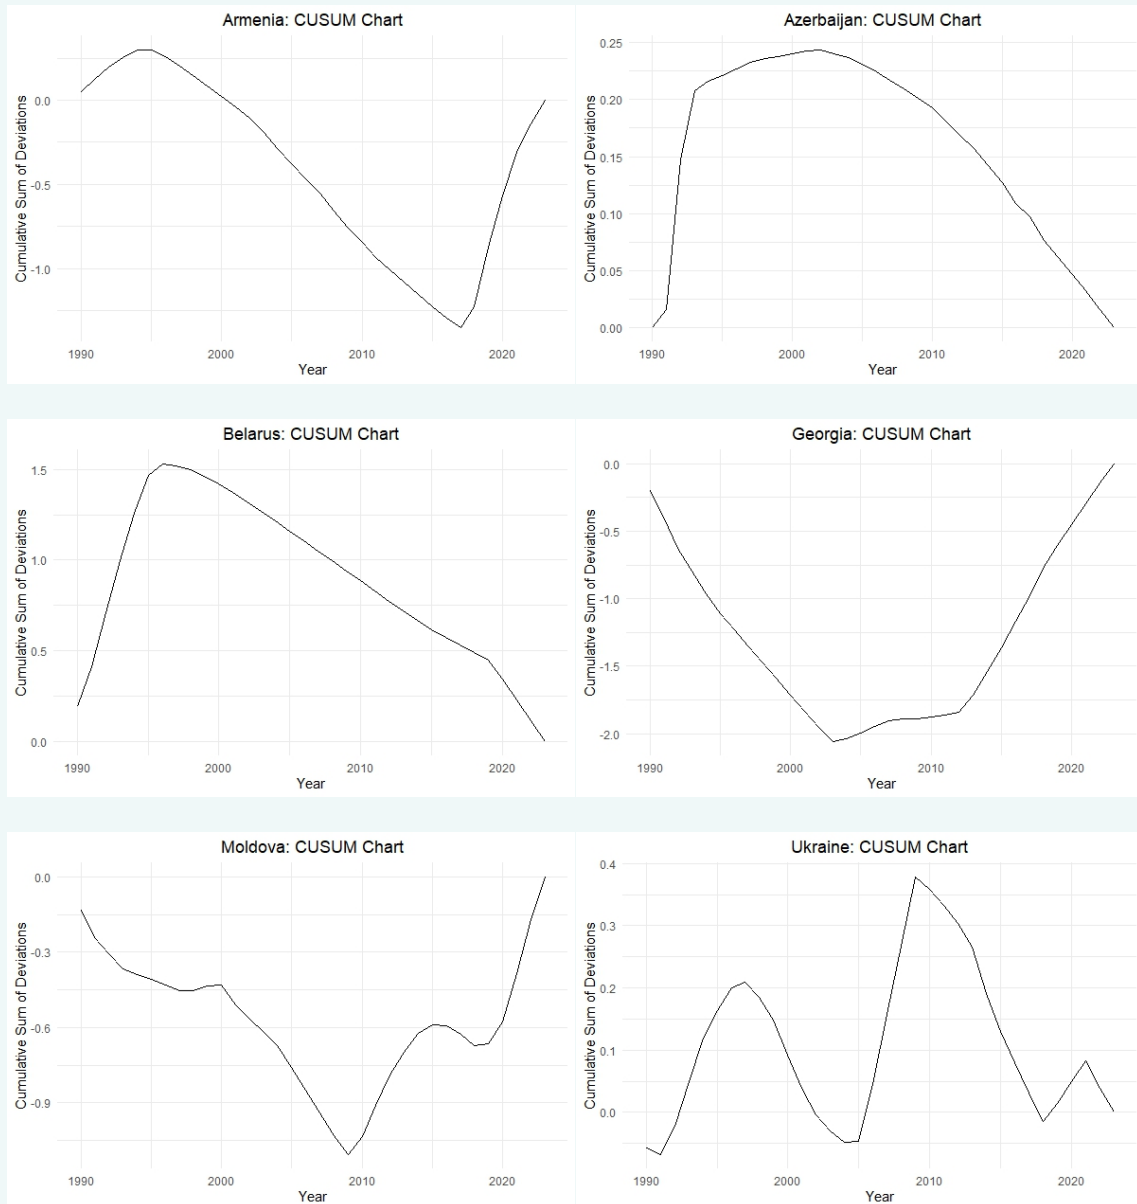 Armenia: CUSUM Chart
Cumulative Sum of Deviations
0.0
-0.5
-1.0
1990 2000 2010 2020
Year
Azerbaijan: CUSUM Chart
Cumulative Sum of Deviations
0.25
0.20
0.15
0.10
0.05
0.00
1990 2000 2010 2020
Year
Belarus: CUSUM Chart
Cumulative Sum of Deviations
1.5
1.0
0.5
0.0
1990 2000 2010 2020
Year
Georgia: CUSUM Chart
Cumulative Sum of Deviations
0.0
-0.5
-1.0
-1.5
-2.0
1990 2000 2010 2020
Year
Moldova: CUSUM Chart
Cumulative Sum of Deviations
0.0
-0.3
-0.6
-0.9
1990 2000 2010 2020
Year
Ukraine: CUSUM Chart
Cumulative Sum of Deviations
0.4
0.3
0.2
0.1
0.0
1990 2000 2010 2020
Year